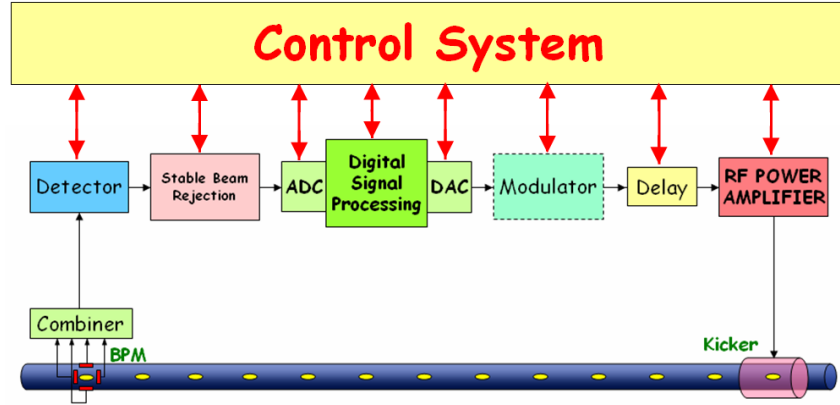 Control System
Detector
Stable Beam
Rejection
ADC
Digital
Signal
Processing
DAC
Modulator
Delay
RF POWER
AMPLIFIER
Combiner
BPM
Kicker